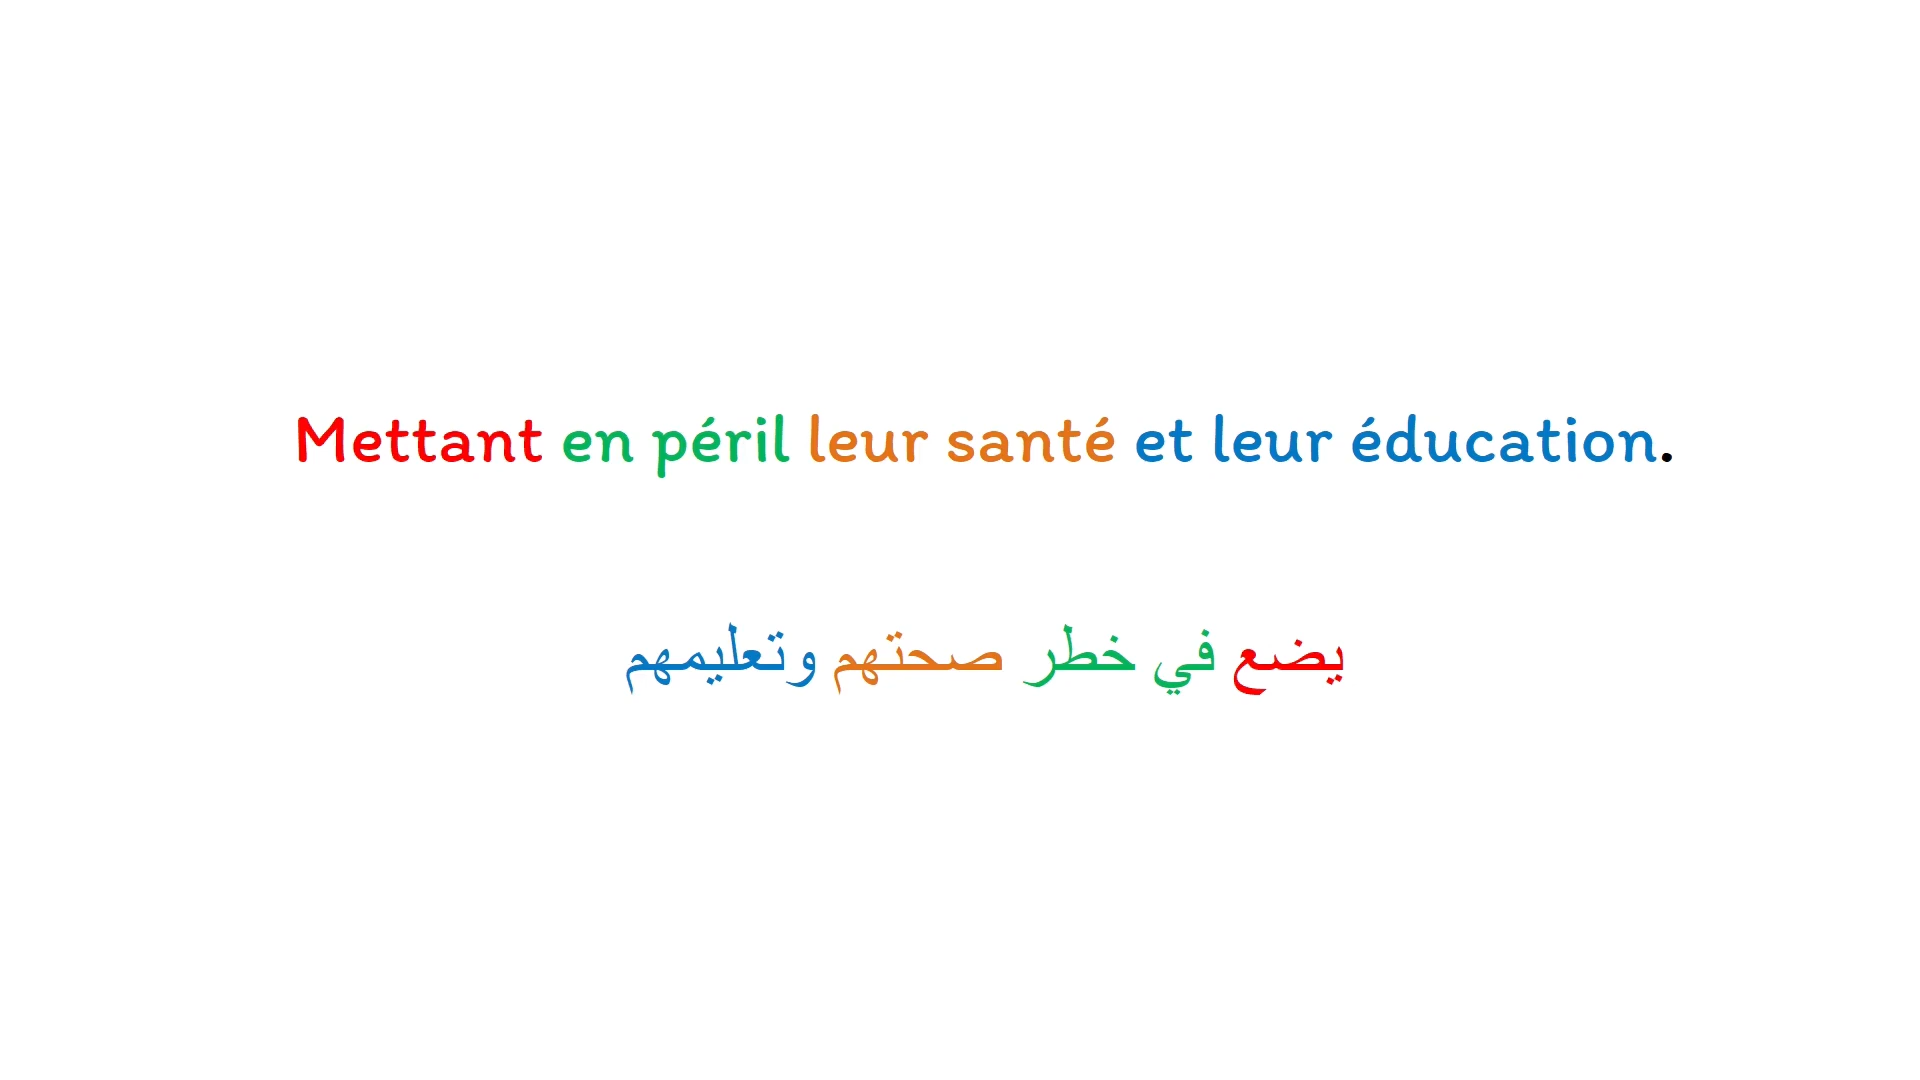 Mettant en péril leur santé et leur éducation.
يضع في خطر صحتهم وتعليمهم